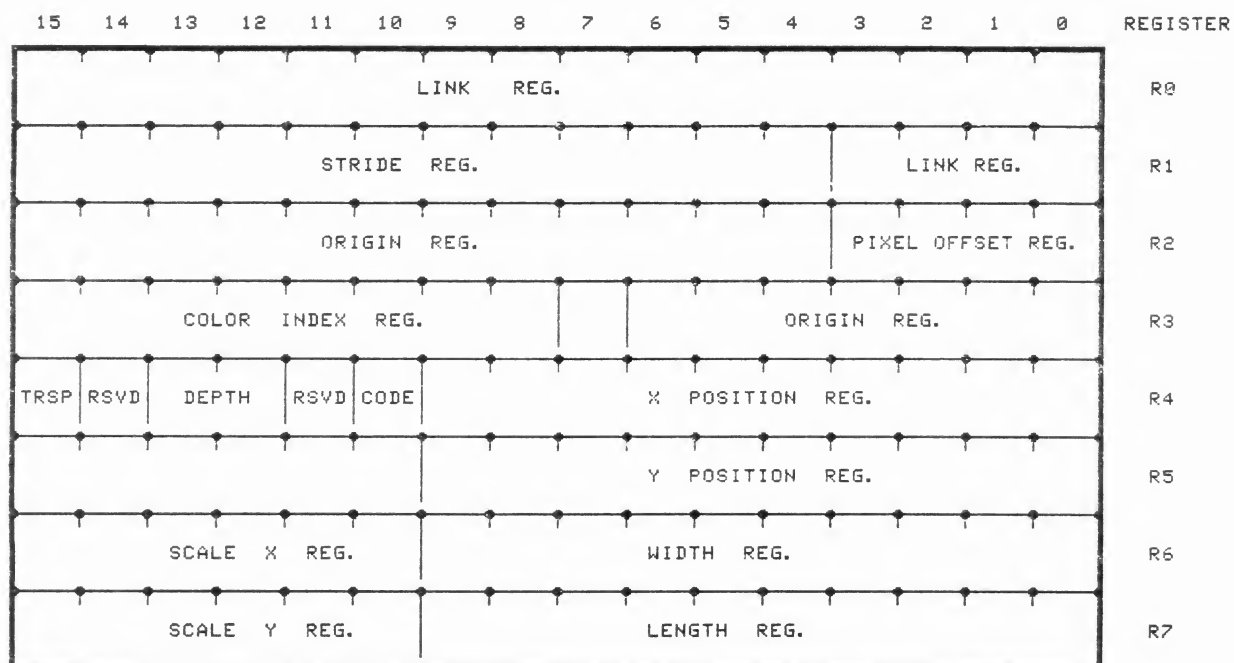 15 14 13 12 11 10 9 8 7 6 5 4 3 2 1 0 REGISTER
LINK REG. R0
STRIDE REG. LINK REG. R1
ORIGIN REG. PIXEL OFFSET REG. R2
COLOR INDEX REG. ORIGIN REG. R3
TRSP RSVD DEPTH RSVD CODE X POSITION REG. R4
Y POSITION REG. R5
SCALE X REG. WIDTH REG. R6
SCALE Y REG. LENGTH REG. R7